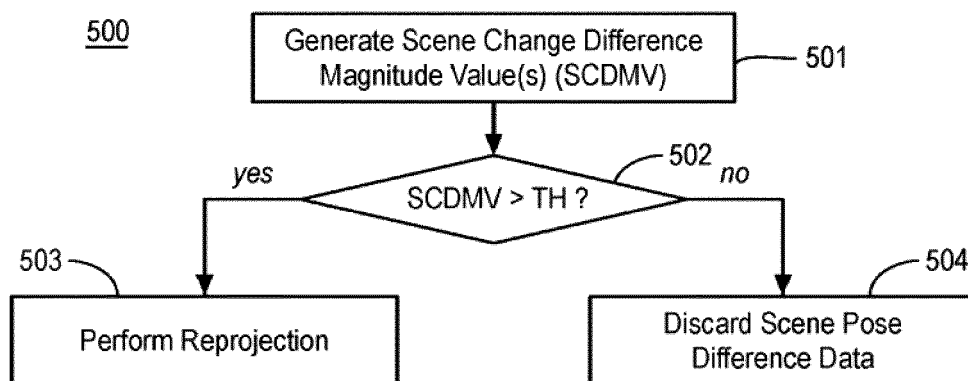 500
Generate Scene Change Difference
Magnitude Value(s) (SCDMV)
501
502
yes
SCDMV > TH ?
no
503
504
Perform Reprojection
Discard Scene Pose
Difference Data